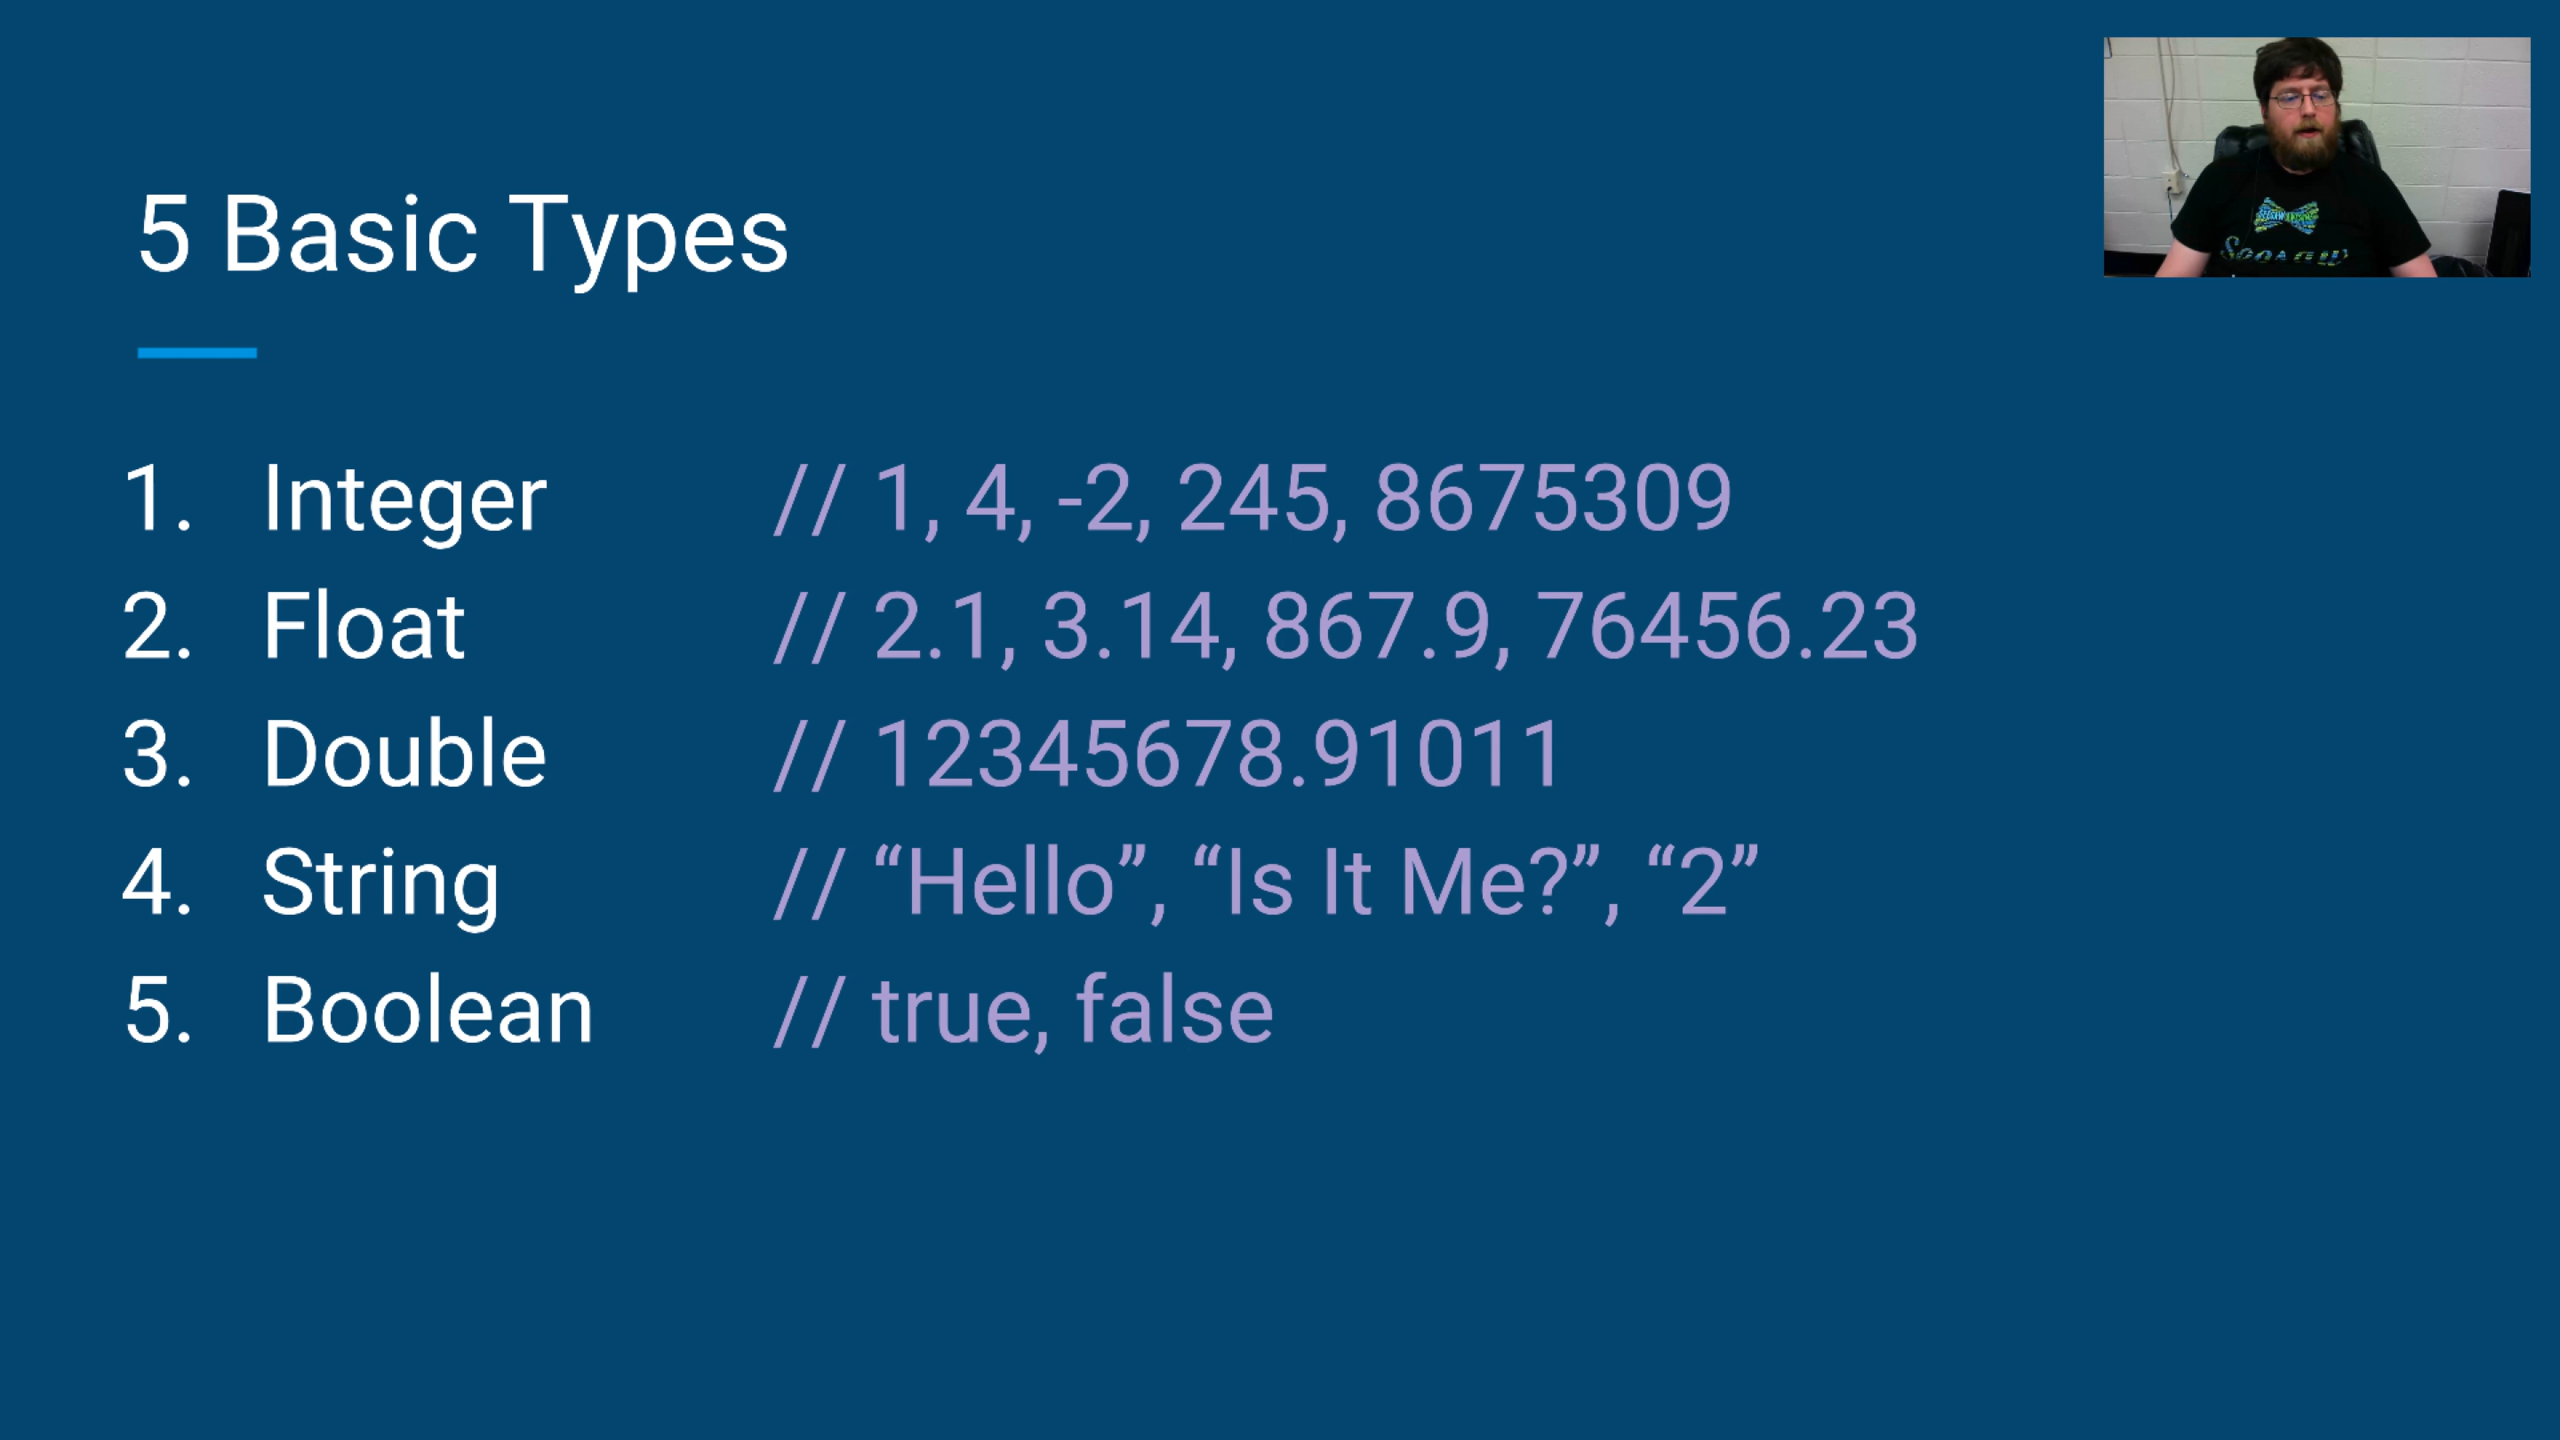 5 Basic Types
1. Integer // 1, 4, -2, 245, 8675309
2. Float // 2.1, 3.14, 867.9, 76456.23
3. Double // 12345678.91011
4. String // “Hello”, “Is It Me?”, “2”
5. Boolean // true, false